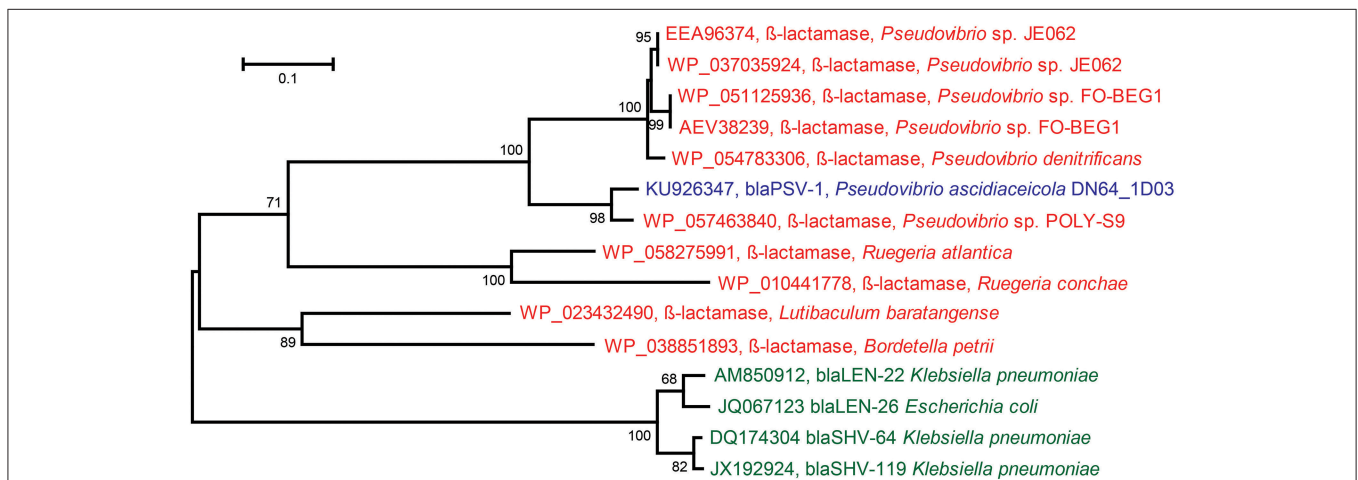 EEA96374, ß-lactamase, Pseudovibrio sp. JE062
95
WP_037035924, ß-lactamase, Pseudovibrio sp. JE062
0.1
WP_051125936, ß-lactamase, Pseudovibrio sp. FO-BEG1
100
99
AEV38239, ß-lactamase, Pseudovibrio sp. FO-BEG1
100
WP_054783306, ß-lactamase, Pseudovibrio denitrificans
KU926347, blaPSV-1, Pseudovibrio ascidiaceicola DN64_1D03
71
98
WP_057463840, ß-lactamase, Pseudovibrio sp. POLY-S9
WP_058275991, ß-lactamase, Ruegeria atlantica
100
WP_010441778, ß-lactamase, Ruegeria conchae
WP_023432490, ß-lactamase, Lutibaculum baratangense
89
WP_038851893, ß-lactamase, Bordetella petrii
68
AM850912, blaLEN-22 Klebsiella pneumoniae
JQ067123 blaLEN-26 Escherichia coli
100
DQ174304 blaSHV-64 Klebsiella pneumoniae
82
JX192924, blaSHV-119 Klebsiella pneumoniae